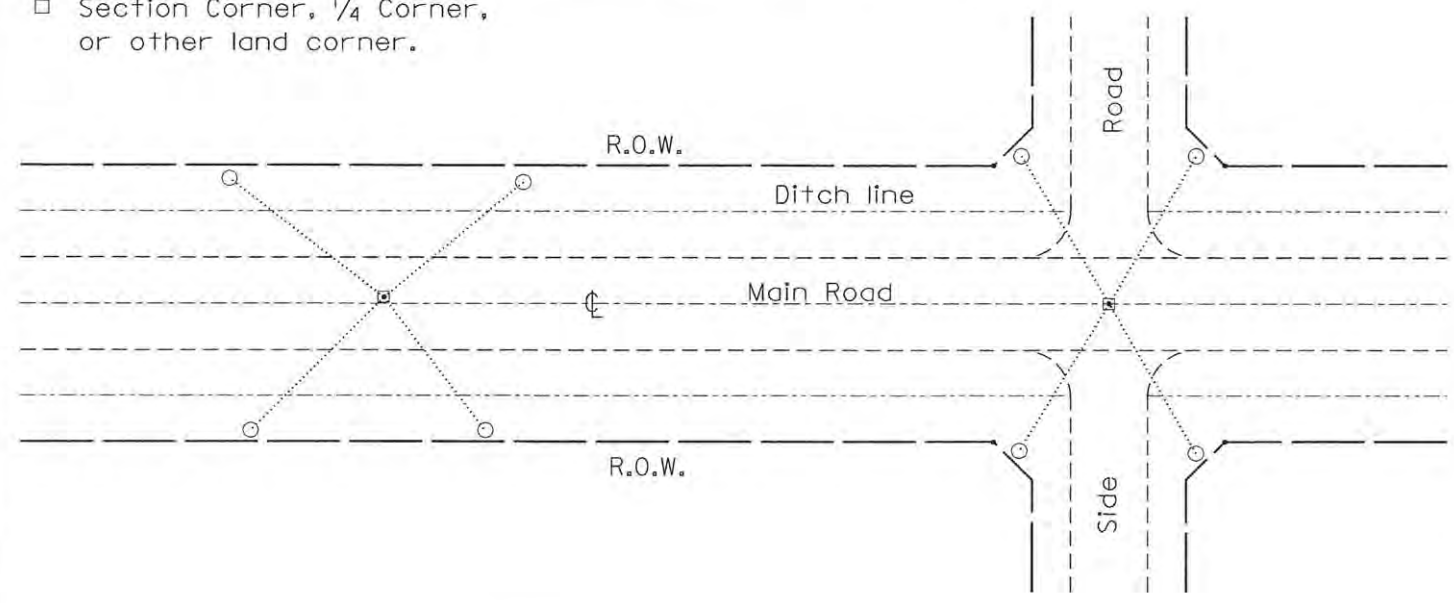 □ Section Corner, 1/4 Corner,
or other land corner.
R.O.W.
Road
Ditch line
Main Road
℄
R.O.W.
Side